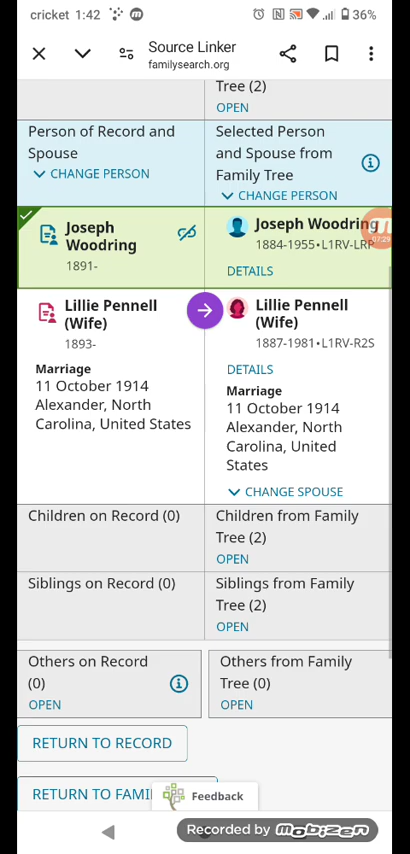 cricket 1:42
36%
Source Linker
familysearch.org
Tree (2)
OPEN
Person of Record and
Spouse
CHANGE PERSON
Selected Person
and Spouse from
Family Tree
CHANGE PERSON
Joseph
Woodring
1891-
Joseph Woodring
1884-1955•L1RV-LRP
07:29
DETAILS
Lillie Pennell
(Wife)
1893-
Marriage
11 October 1914
Alexander, North
Carolina, United States
Lillie Pennell
(Wife)
1887-1981•L1RV-R2S
DETAILS
Marriage
11 October 1914
Alexander, North
Carolina, United
States
CHANGE SPOUSE
Children on Record (0)
Children from Family
Tree (2)
OPEN
Siblings on Record (0)
Siblings from Family
Tree (2)
OPEN
Others on Record
(0)
OPEN
Others from Family
Tree (0)
OPEN
RETURN TO RECORD
RETURN TO FAMI
Feedback
Recorded by mobizen